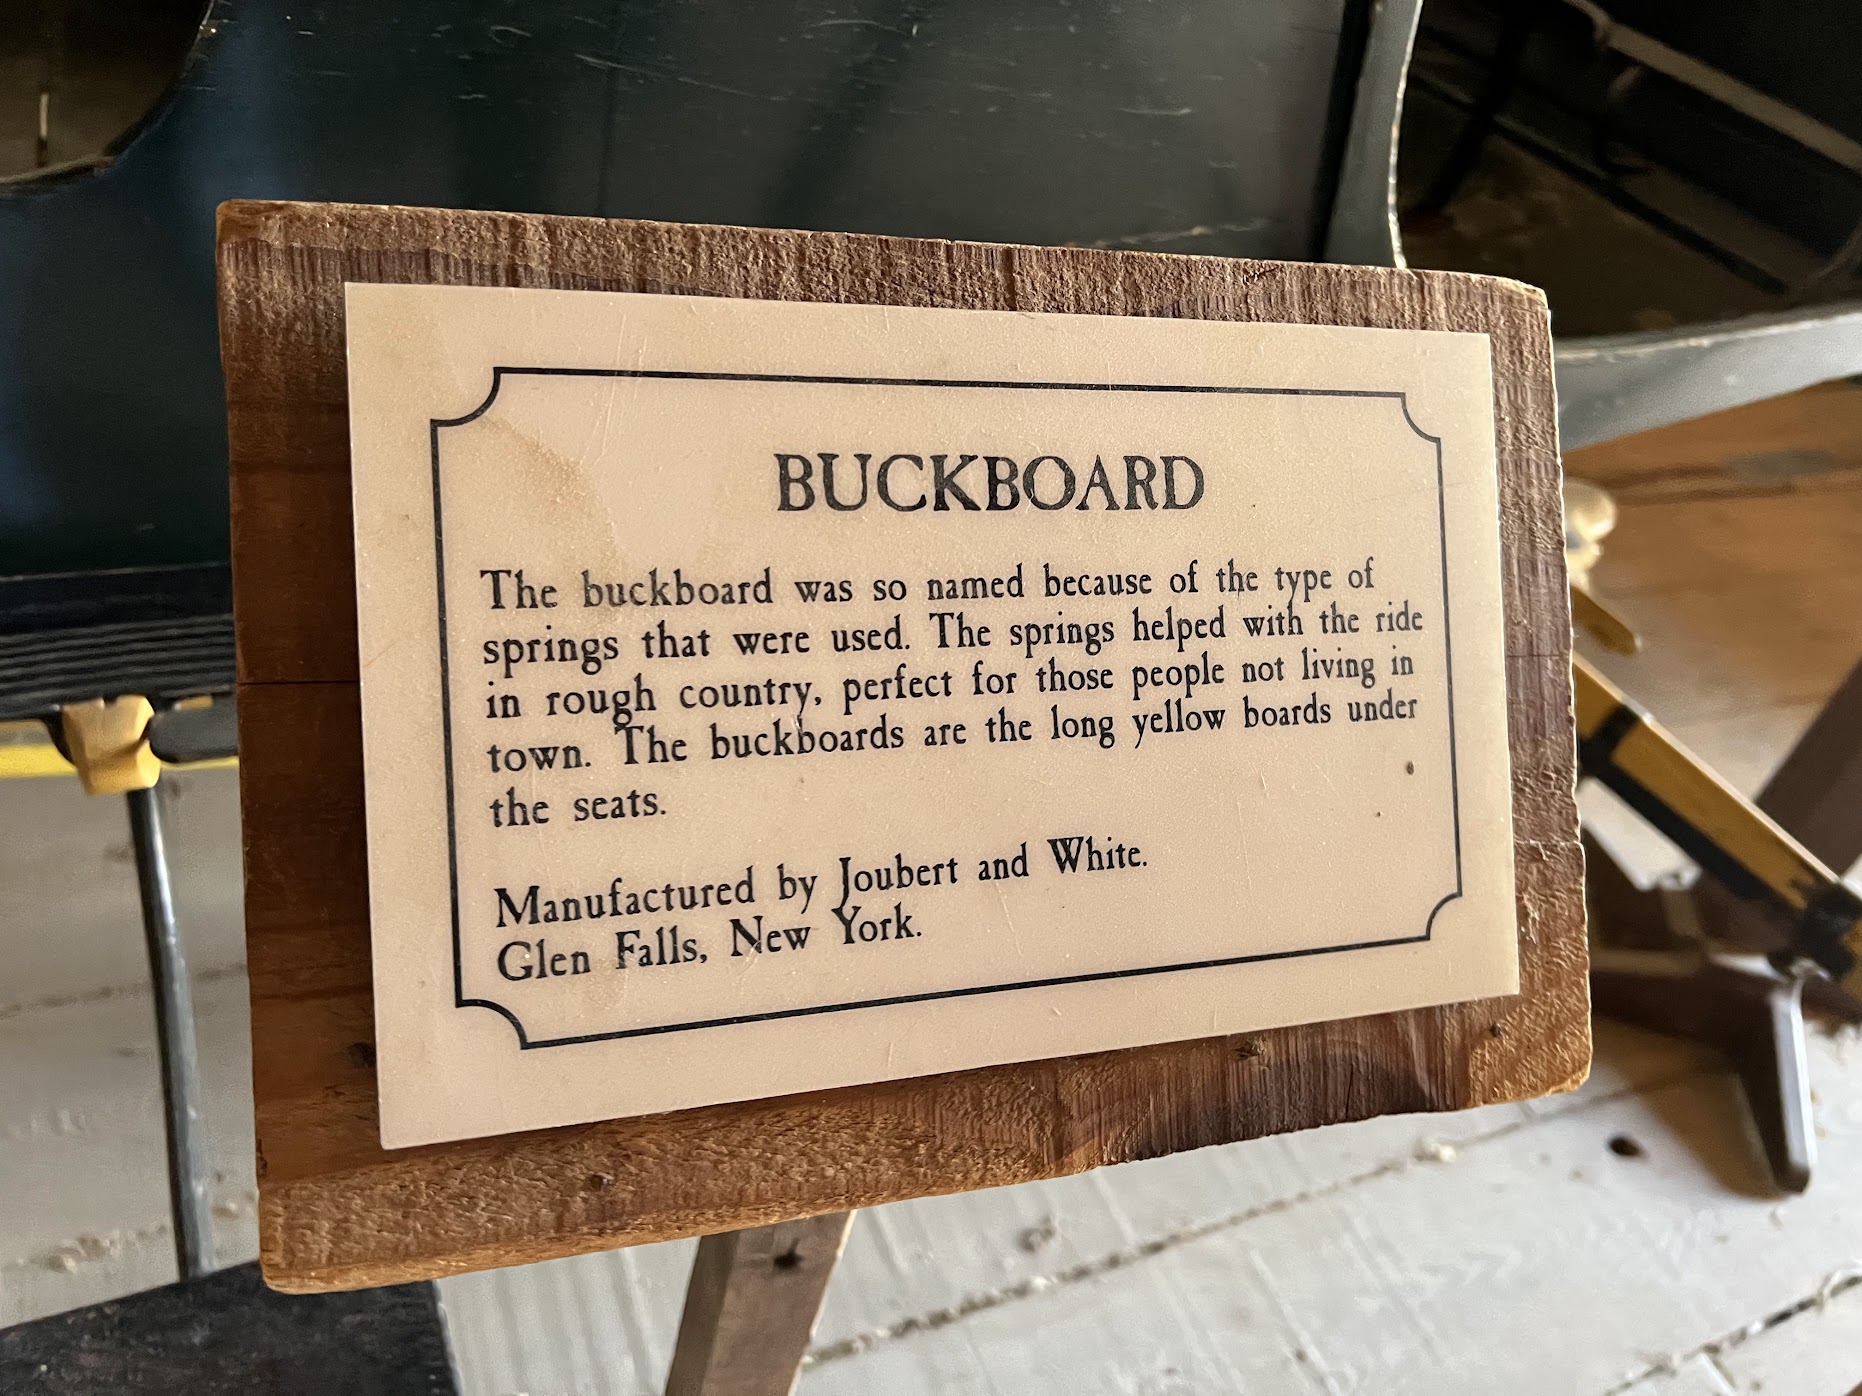 BUCKBOARD
The buckboard was so named because of the type of
springs that were used. The springs helped with the ride
in rough country, perfect for those people not living in
town. The buckboards are the long yellow boards under
the seats.
Manufactured by Joubert and White.
Glen Falls, New York.